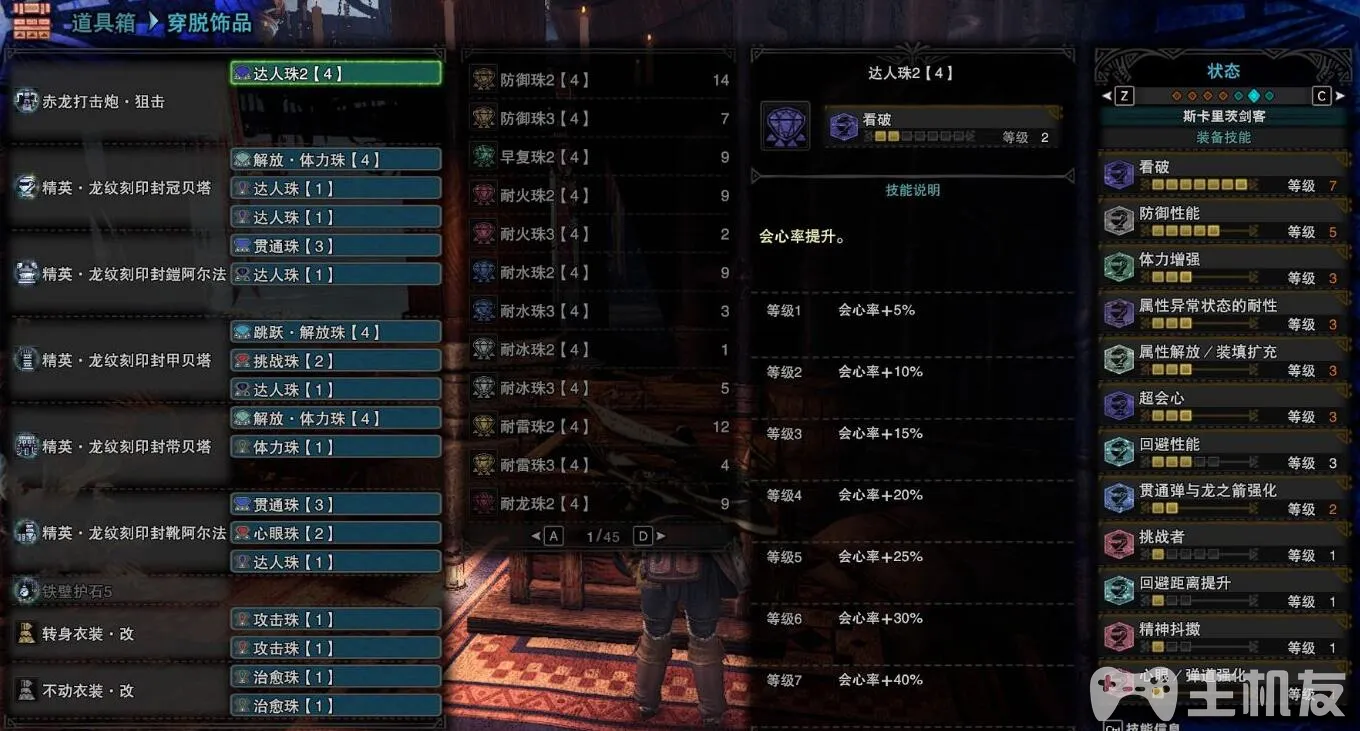 道具箱 穿脱饰品
赤龙打击炮・狙击
达人珠2【4】
精英・龙纹刻印封冠贝塔
解放・体力珠【4】
达人珠【1】
达人珠【1】
精英・龙纹刻印封鎧阿尔法
贯通珠【3】
达人珠【1】
精英・龙纹刻印封甲贝塔
跳跃・解放珠【4】
挑战珠【2】
达人珠【1】
精英・龙纹刻印封带贝塔
解放・体力珠【4】
体力珠【1】
精英・龙纹刻印封靴阿尔法
贯通珠【3】
心眼珠【2】
达人珠【1】
铁壁护石5
转身衣装・改
攻击珠【1】
攻击珠【1】
不动衣装・改
治愈珠【1】
治愈珠【1】
防御珠2【4】 14
防御珠3【4】 7
早复珠2【4】 9
耐火珠2【4】 9
耐火珠3【4】 2
耐水珠2【4】 9
耐水珠3【4】 3
耐冰珠2【4】 1
耐冰珠3【4】 5
耐雷珠2【4】 12
耐雷珠3【4】 4
耐龙珠2【4】 9
A 1/45 D
达人珠2【4】
看破
等级 2
技能说明
会心率提升。
等级1 会心率+5%
等级2 会心率+10%
等级3 会心率+15%
等级4 会心率+20%
等级5 会心率+25%
等级6 会心率+30%
等级7 会心率+40%
状态
Z C
斯卡里茨剑客
装备技能
看破
等级 7
防御性能
等级 5
体力增强
等级 3
属性异常状态的耐性
等级 3
属性解放／装填扩充
等级 3
超会心
等级 3
回避性能
等级 3
贯通弹与龙之箭强化
等级 2
挑战者
等级 1
回避距离提升
等级 1
精神抖擞
等级 1
心眼／弹道强化
等级
Ctrl 技能信息
主机友